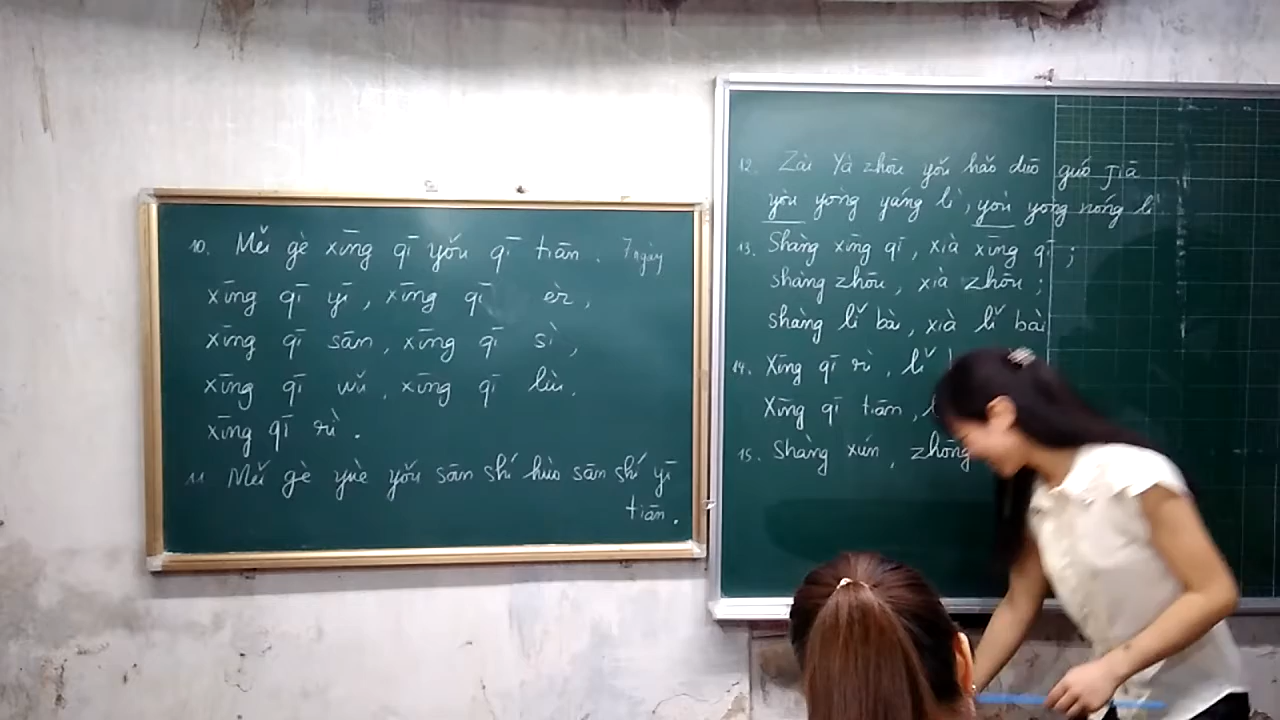 10. Měi gè xīng qī yǒu qī tiān. 7 ngày
xīng qī yī, xīng qī èr,
xīng qī sān, xīng qī sì,
xīng qī wǔ, xīng qī liù,
xīng qī rì.
11 Měi gè yuè yǒu sān shí hùo sān shí yī
tiān.
12. Zài Yà zhōu yǒu hǎo duō guó jiā
yòu yòng yáng lì, yòu yòng nóng lì
13. Shàng xīng qī, xià xīng qī;
shàng zhōu, xià zhōu;
shàng lǐ bà, xià lǐ bài
14. Xīng qī rì, lǐ
Xīng qī tiān,
15. Shàng xún, zhōng